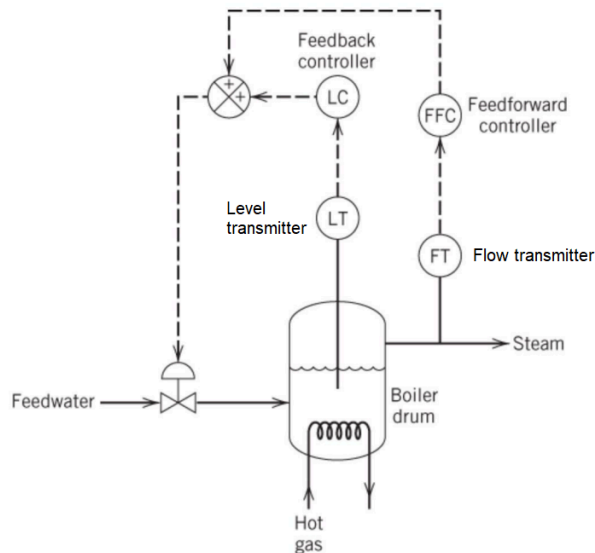 Feedback
controller
+
+
LC
FFC
Feedforward
controller
Level
transmitter
LT
FT
Flow transmitter
Steam
Feedwater
Boiler
drum
Hot
gas